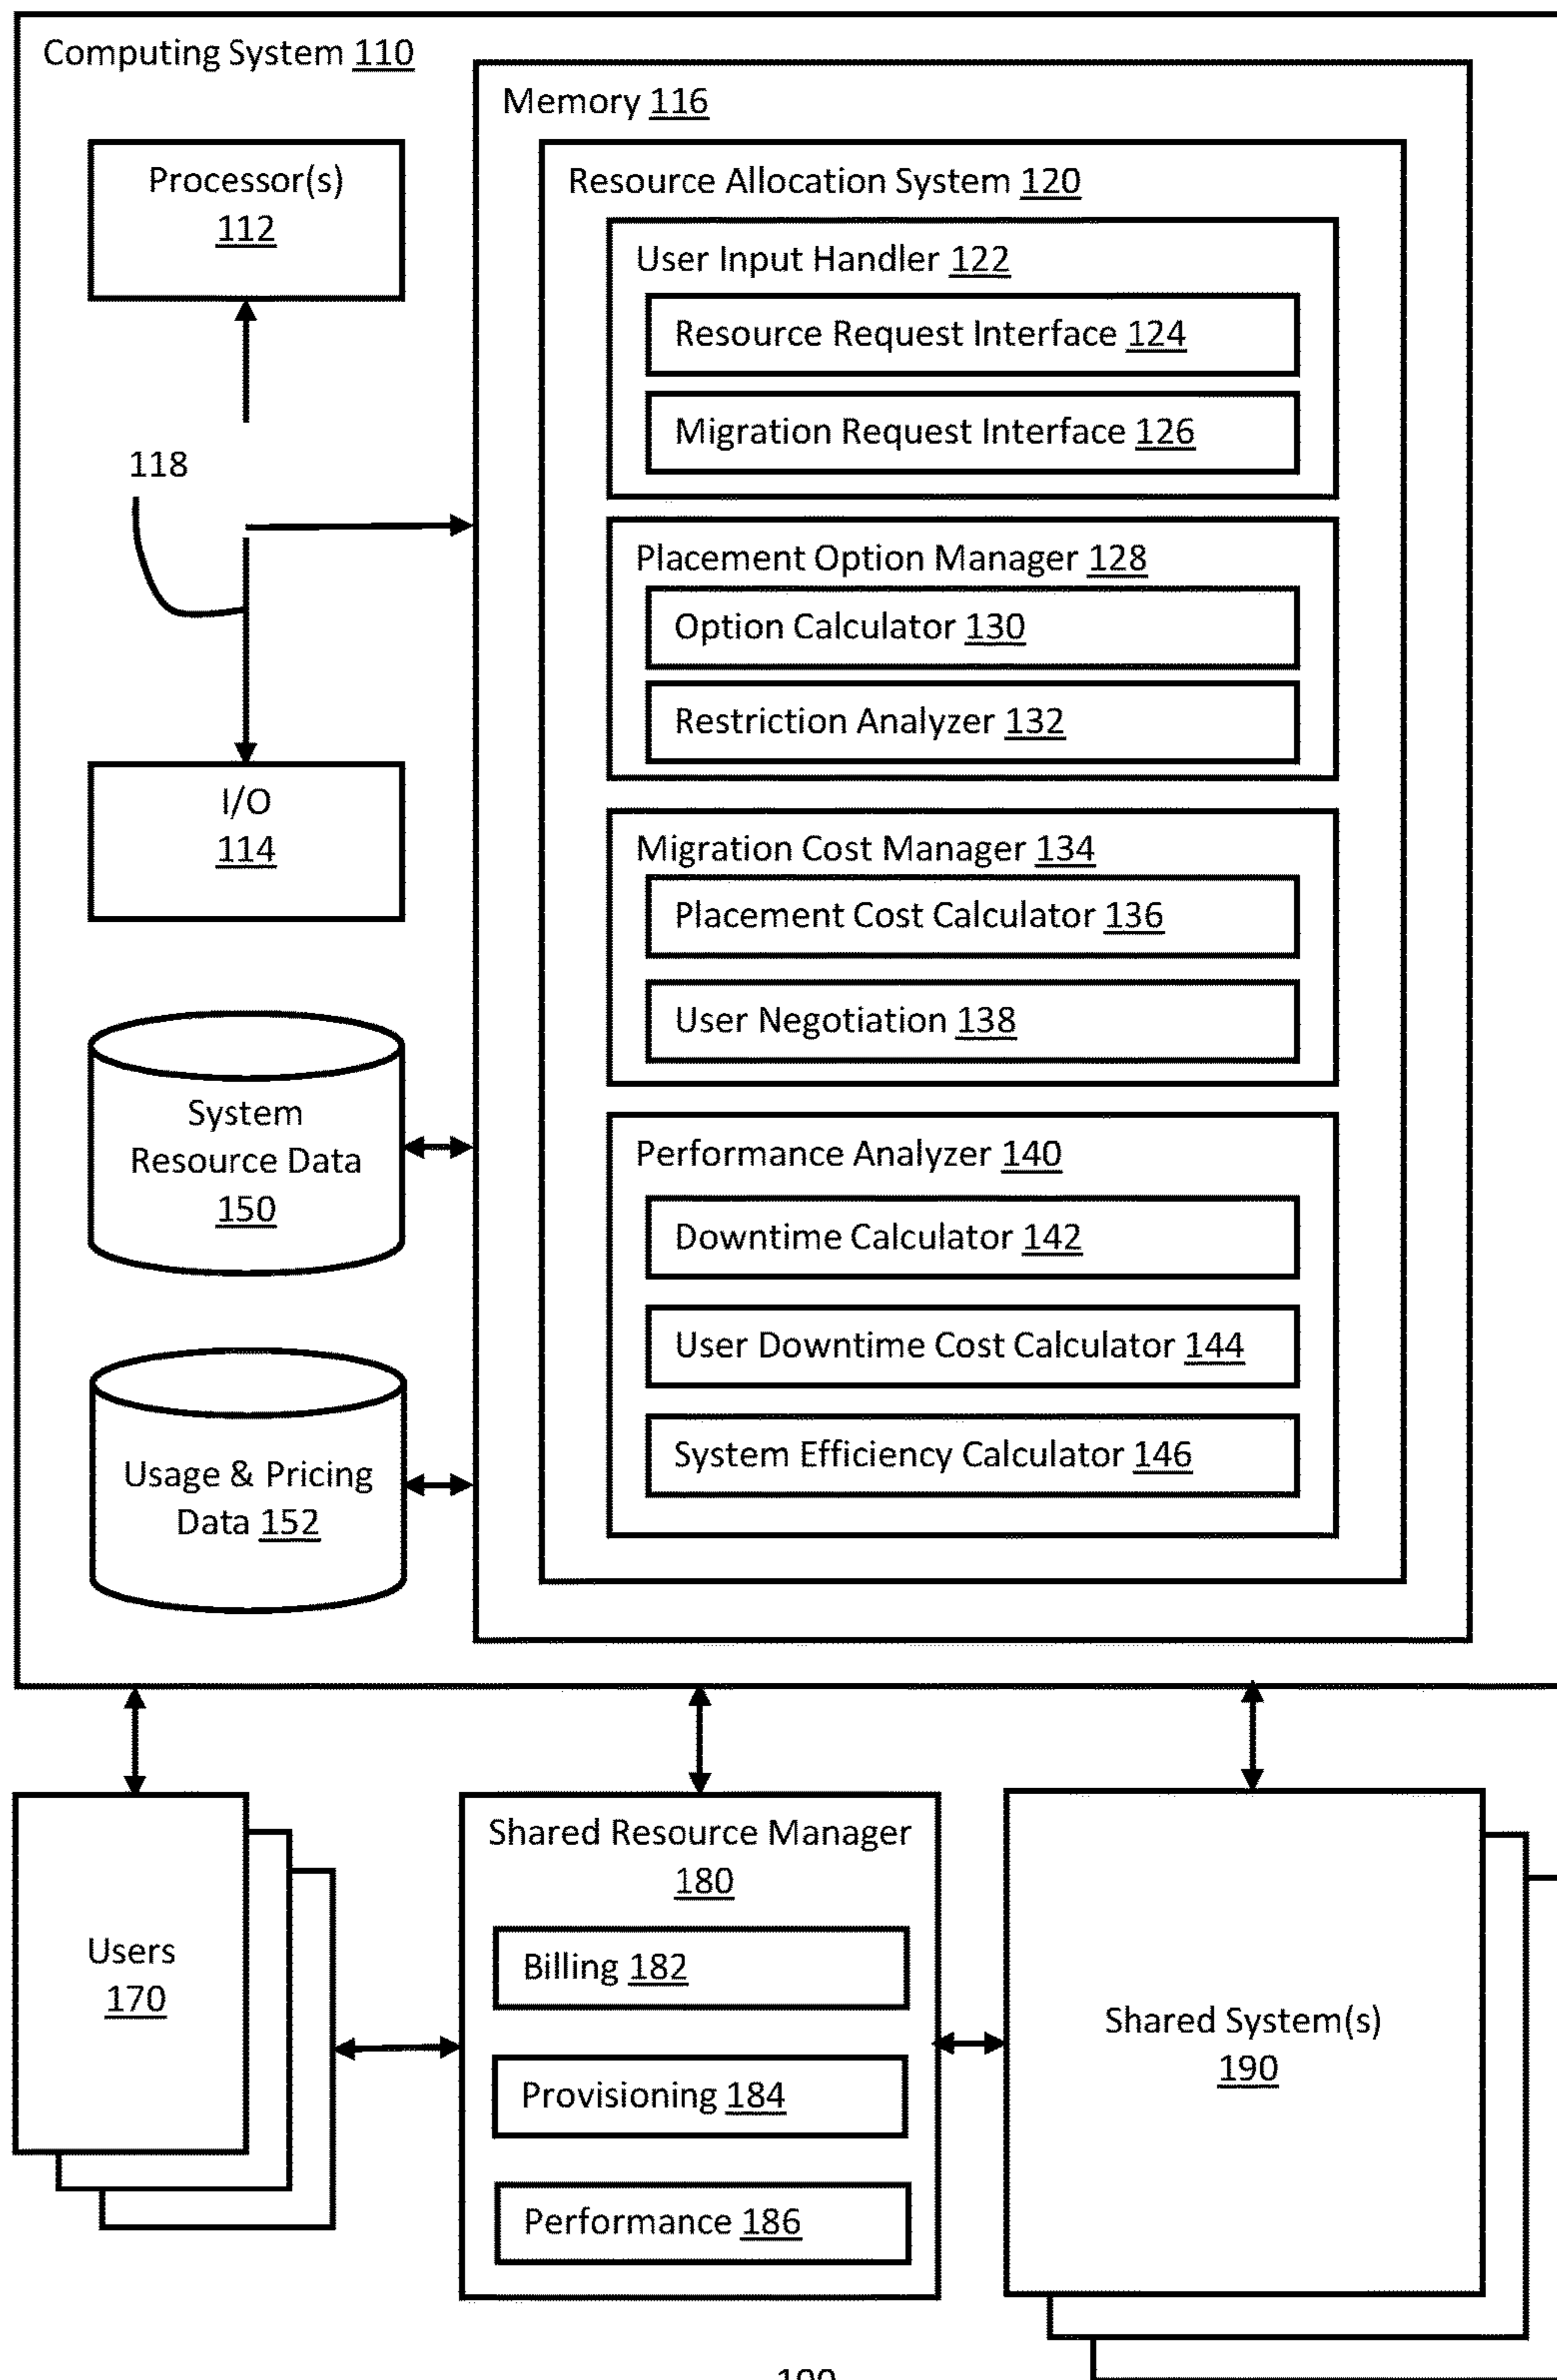 Computing System 110
Memory 116
Processor(s)
112
Resource Allocation System 120
User Input Handler 122
Resource Request Interface 124
Migration Request Interface 126
118
Placement Option Manager 128
Option Calculator 130
Restriction Analyzer 132
I/O
114
Migration Cost Manager 134
Placement Cost Calculator 136
User Negotiation 138
System
Resource Data
150
Performance Analyzer 140
Downtime Calculator 142
User Downtime Cost Calculator 144
System Efficiency Calculator 146
Usage & Pricing
Data 152
Users
170
Shared Resource Manager
180
Billing 182
Provisioning 184
Performance 186
Shared System(s)
190